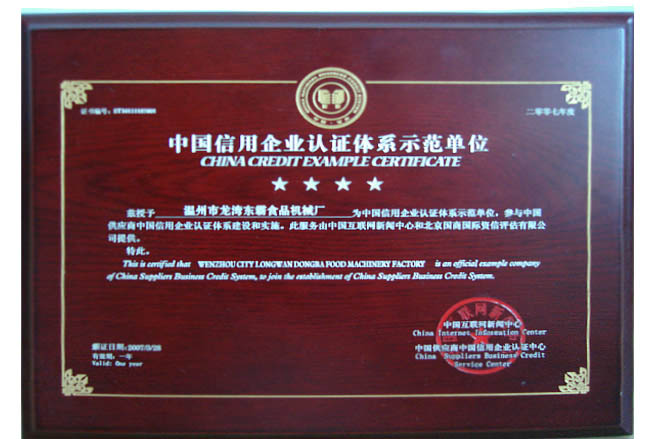 证书编号:
二零零七年度
中国信用企业认证体系示范单位
CHINA CREDIT EXAMPLE CERTIFICATE
兹授予 温州市龙湾东霸食品机械厂 为中国信用企业认证体系示范单位，参与中国
供应商中国信用企业认证体系建设和实施。此服务由中国互联网新闻中心和北京国商国际资信评估有限公
司提供。
特此。
This is certified that WENZHOU CITY LONGWAN DONGBA FOOD MACHINERY FACTORY is an official example company
of China Suppliers Business Credit System, to join the establishment of China Suppliers Business Credit System.
中国互联网新闻中心
China Internet Information Center
颁证日期:2007/3/28
中国供应商中国信用企业认证中心
有效期:一年
China Suppliers Business Credit
Valid: One year
Service Center